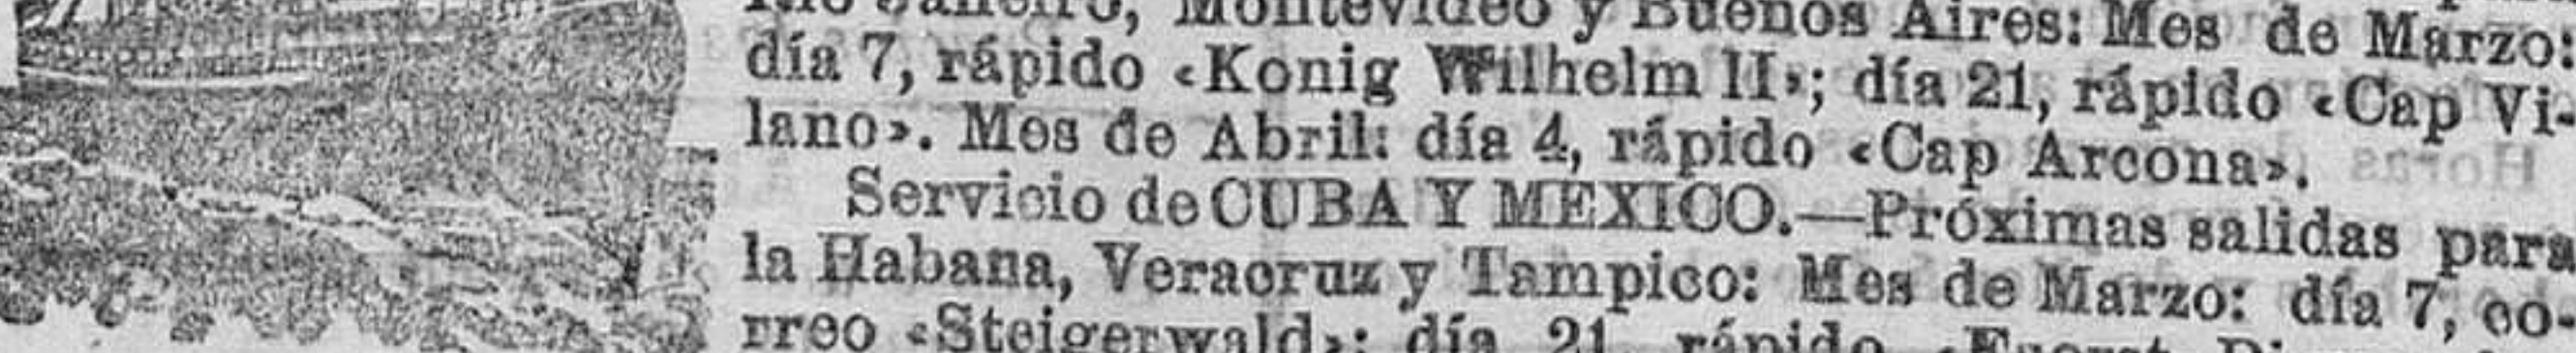 Rio Janeiro, Montevideo y Buenos Aires: Mes de Marzo:
día 7, rápido «Konig Wilhelm II»; día 21, rápido «Cap Vi-
lano». Mes de Abril: día 4, rápido «Cap Arcona».
Servicio de CUBA Y MEXICO.—Próximas salidas para
la Habana, Veracruz y Tampico: Mes de Marzo: día 7, co-
rreo «Steigerwald»; día 21, rápido «Fuerst